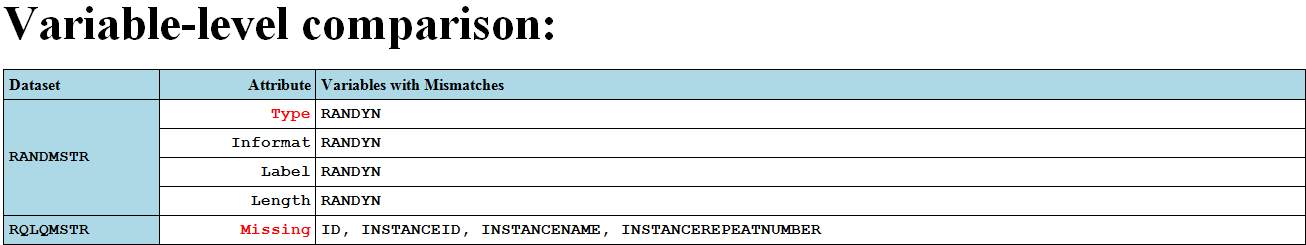 Variable-level comparison:
Dataset Attribute Variables with Mismatches
RANDMSTR Type RANDYN
Informat RANDYN
Label RANDYN
Length RANDYN
RQLQMSTR Missing ID, INSTANCEID, INSTANCENAME, INSTANCEREPEATNUMBER